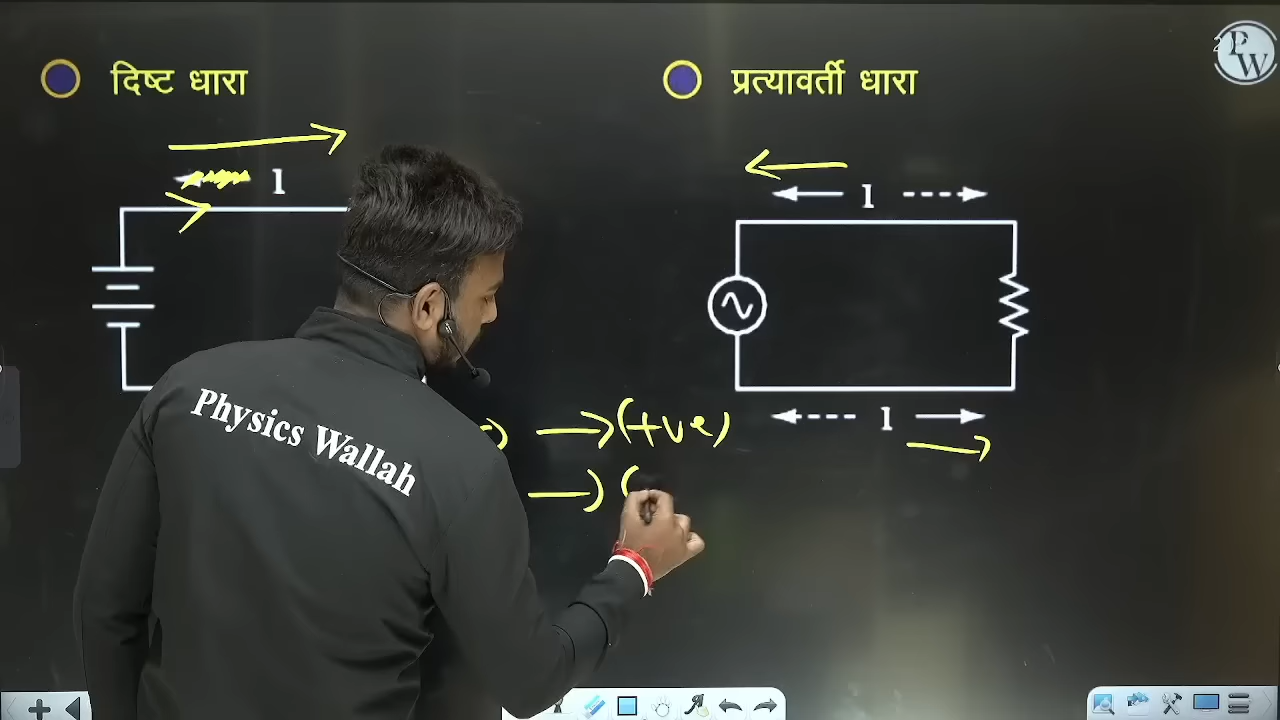 दिष्ट धारा
प्रत्यावर्ती धारा
PW
I
I
Physics Wallah
(+ve)
I